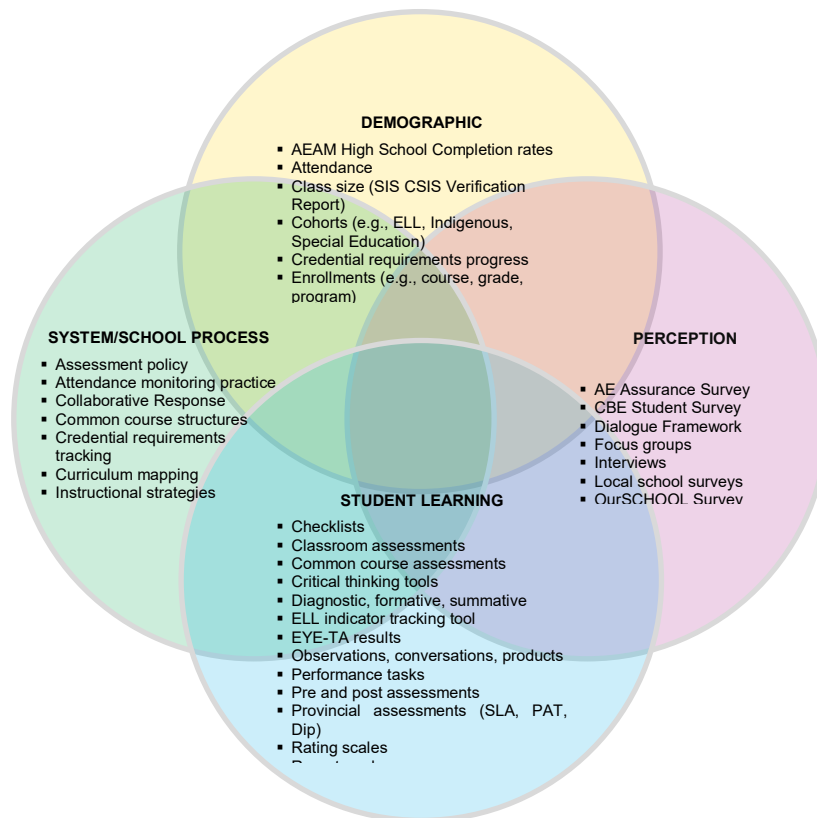 DEMOGRAPHIC
▪ AEAM High School Completion rates
▪ Attendance
▪ Class size (SIS CSIS Verification
Report)
▪ Cohorts (e.g., ELL, Indigenous,
Special Education)
▪ Credential requirements progress
▪ Enrollments (e.g., course, grade,
program)
SYSTEM/SCHOOL PROCESS
▪ Assessment policy
▪ Attendance monitoring practice
▪ Collaborative Response
▪ Common course structures
▪ Credential requirements
tracking
▪ Curriculum mapping
▪ Instructional strategies
PERCEPTION
▪ AE Assurance Survey
▪ CBE Student Survey
▪ Dialogue Framework
▪ Focus groups
▪ Interviews
▪ Local school surveys
▪ OurSCHOOL Survey
STUDENT LEARNING
▪ Checklists
▪ Classroom assessments
▪ Common course assessments
▪ Critical thinking tools
▪ Diagnostic, formative, summative
▪ ELL indicator tracking tool
▪ EYE-TA results
▪ Observations, conversations, products
▪ Performance tasks
▪ Pre and post assessments
▪ Provincial assessments (SLA, PAT,
Dip)
▪ Rating scales